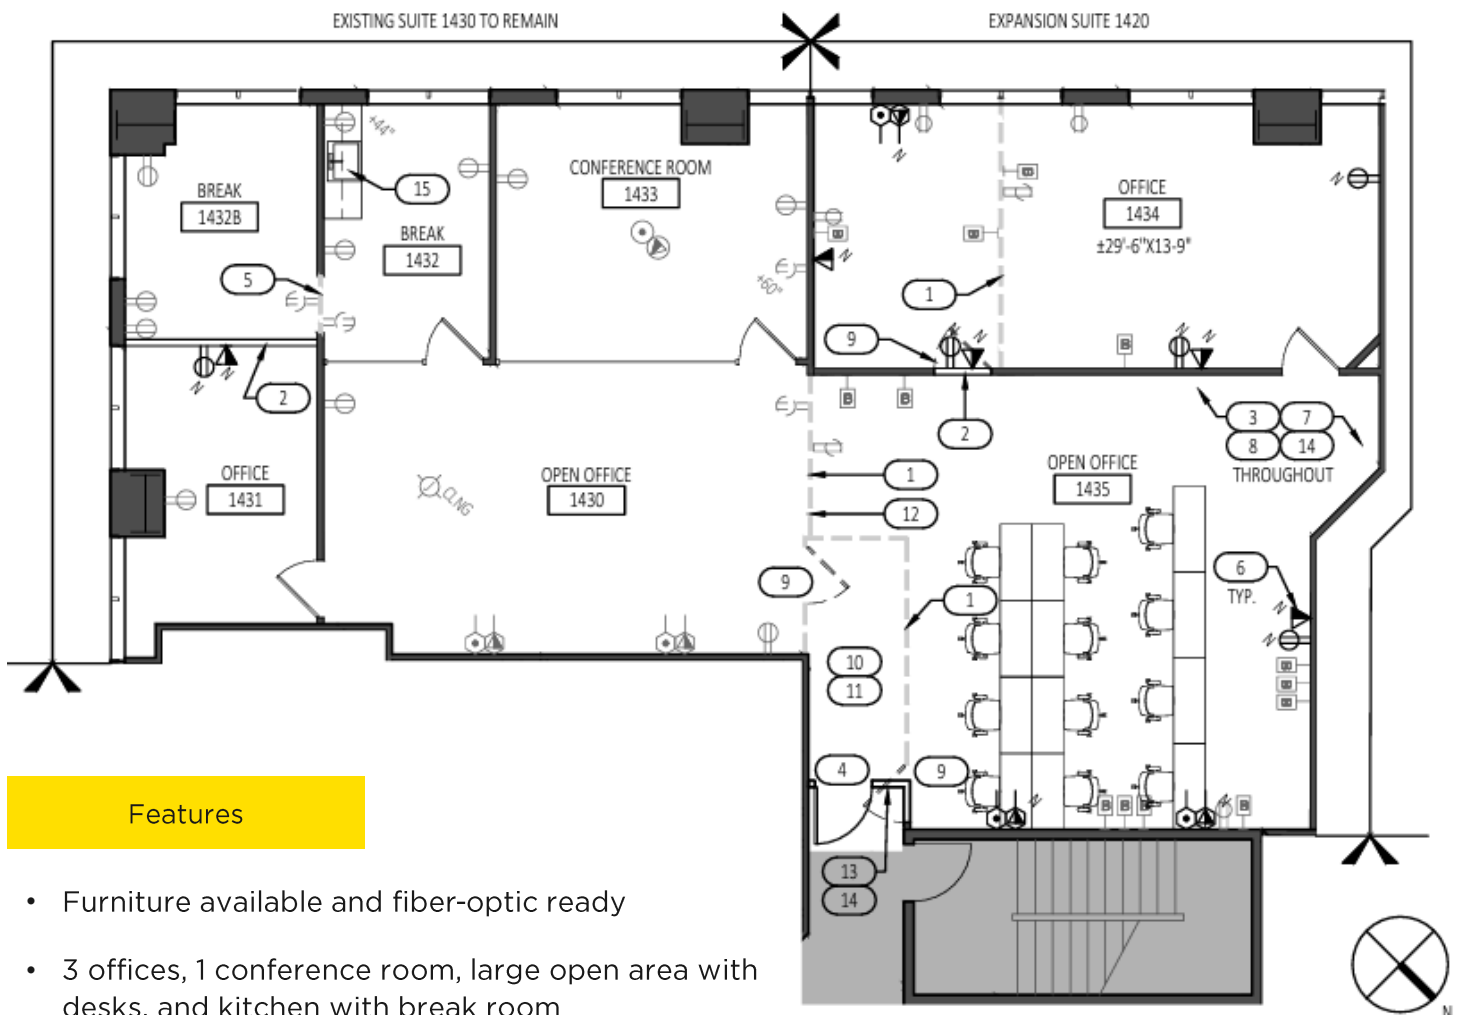 EXISTING SUITE 1430 TO REMAIN
EXPANSION SUITE 1420
+44"
BREAK
1432B
15
BREAK
1432
5
CONFERENCE ROOM
1433
+60"
OFFICE
1434
±29'-6"X13-9"
N
N
N
1
9
N
N
N
B
2
N
N
B
B
2
3
7
8
14
THROUGHOUT
OFFICE
1431
CLNG
OPEN OFFICE
1430
1
12
OPEN OFFICE
1435
9
1
6
TYP.
N
N
10
11
4
9
N
B
B
B
N
B
13
14
N
Features
• Furniture available and fiber-optic ready
• 3 offices, 1 conference room, large open area with
desks, and kitchen with break room